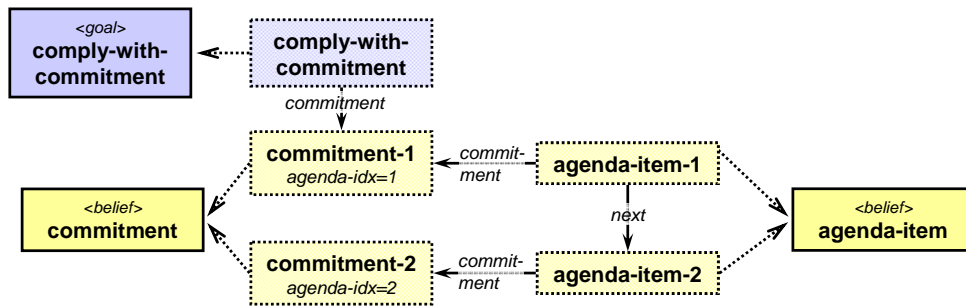 <goal>
comply-with-
commitment
comply-with-
commitment
commitment
commitment-1
agenda-idx=1
commit-
ment
agenda-item-1
next
<belief>
commitment
<belief>
agenda-item
commitment-2
agenda-idx=2
commit-
ment
agenda-item-2